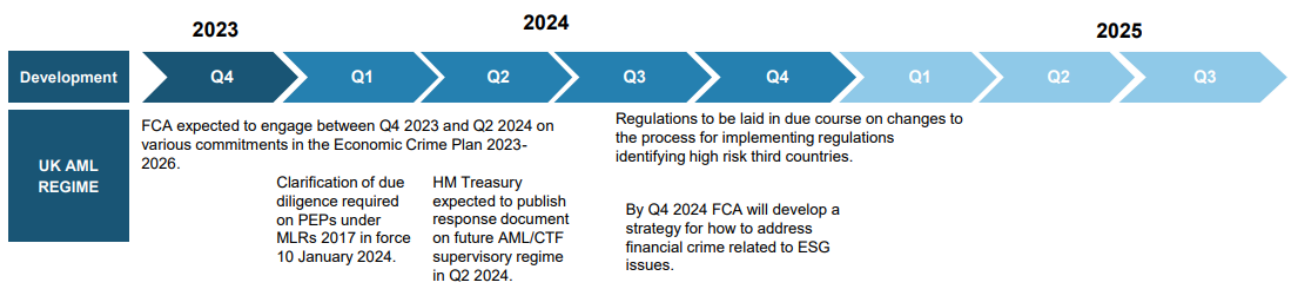 2023
2024
2025
Development
Q4
Q1
Q2
Q3
Q4
Q1
Q2
Q3
UK AML
REGIME
FCA expected to engage between Q4 2023 and Q2 2024 on
various commitments in the Economic Crime Plan 2023-
2026.
Clarification of due
diligence required
on PEPs under
MLRs 2017 in force
10 January 2024.
HM Treasury
expected to publish
response document
on future AML/CTF
supervisory regime
in Q2 2024.
Regulations to be laid in due course on changes to
the process for implementing regulations
identifying high risk third countries.
By Q4 2024 FCA will develop a
strategy for how to address
financial crime related to ESG
issues.